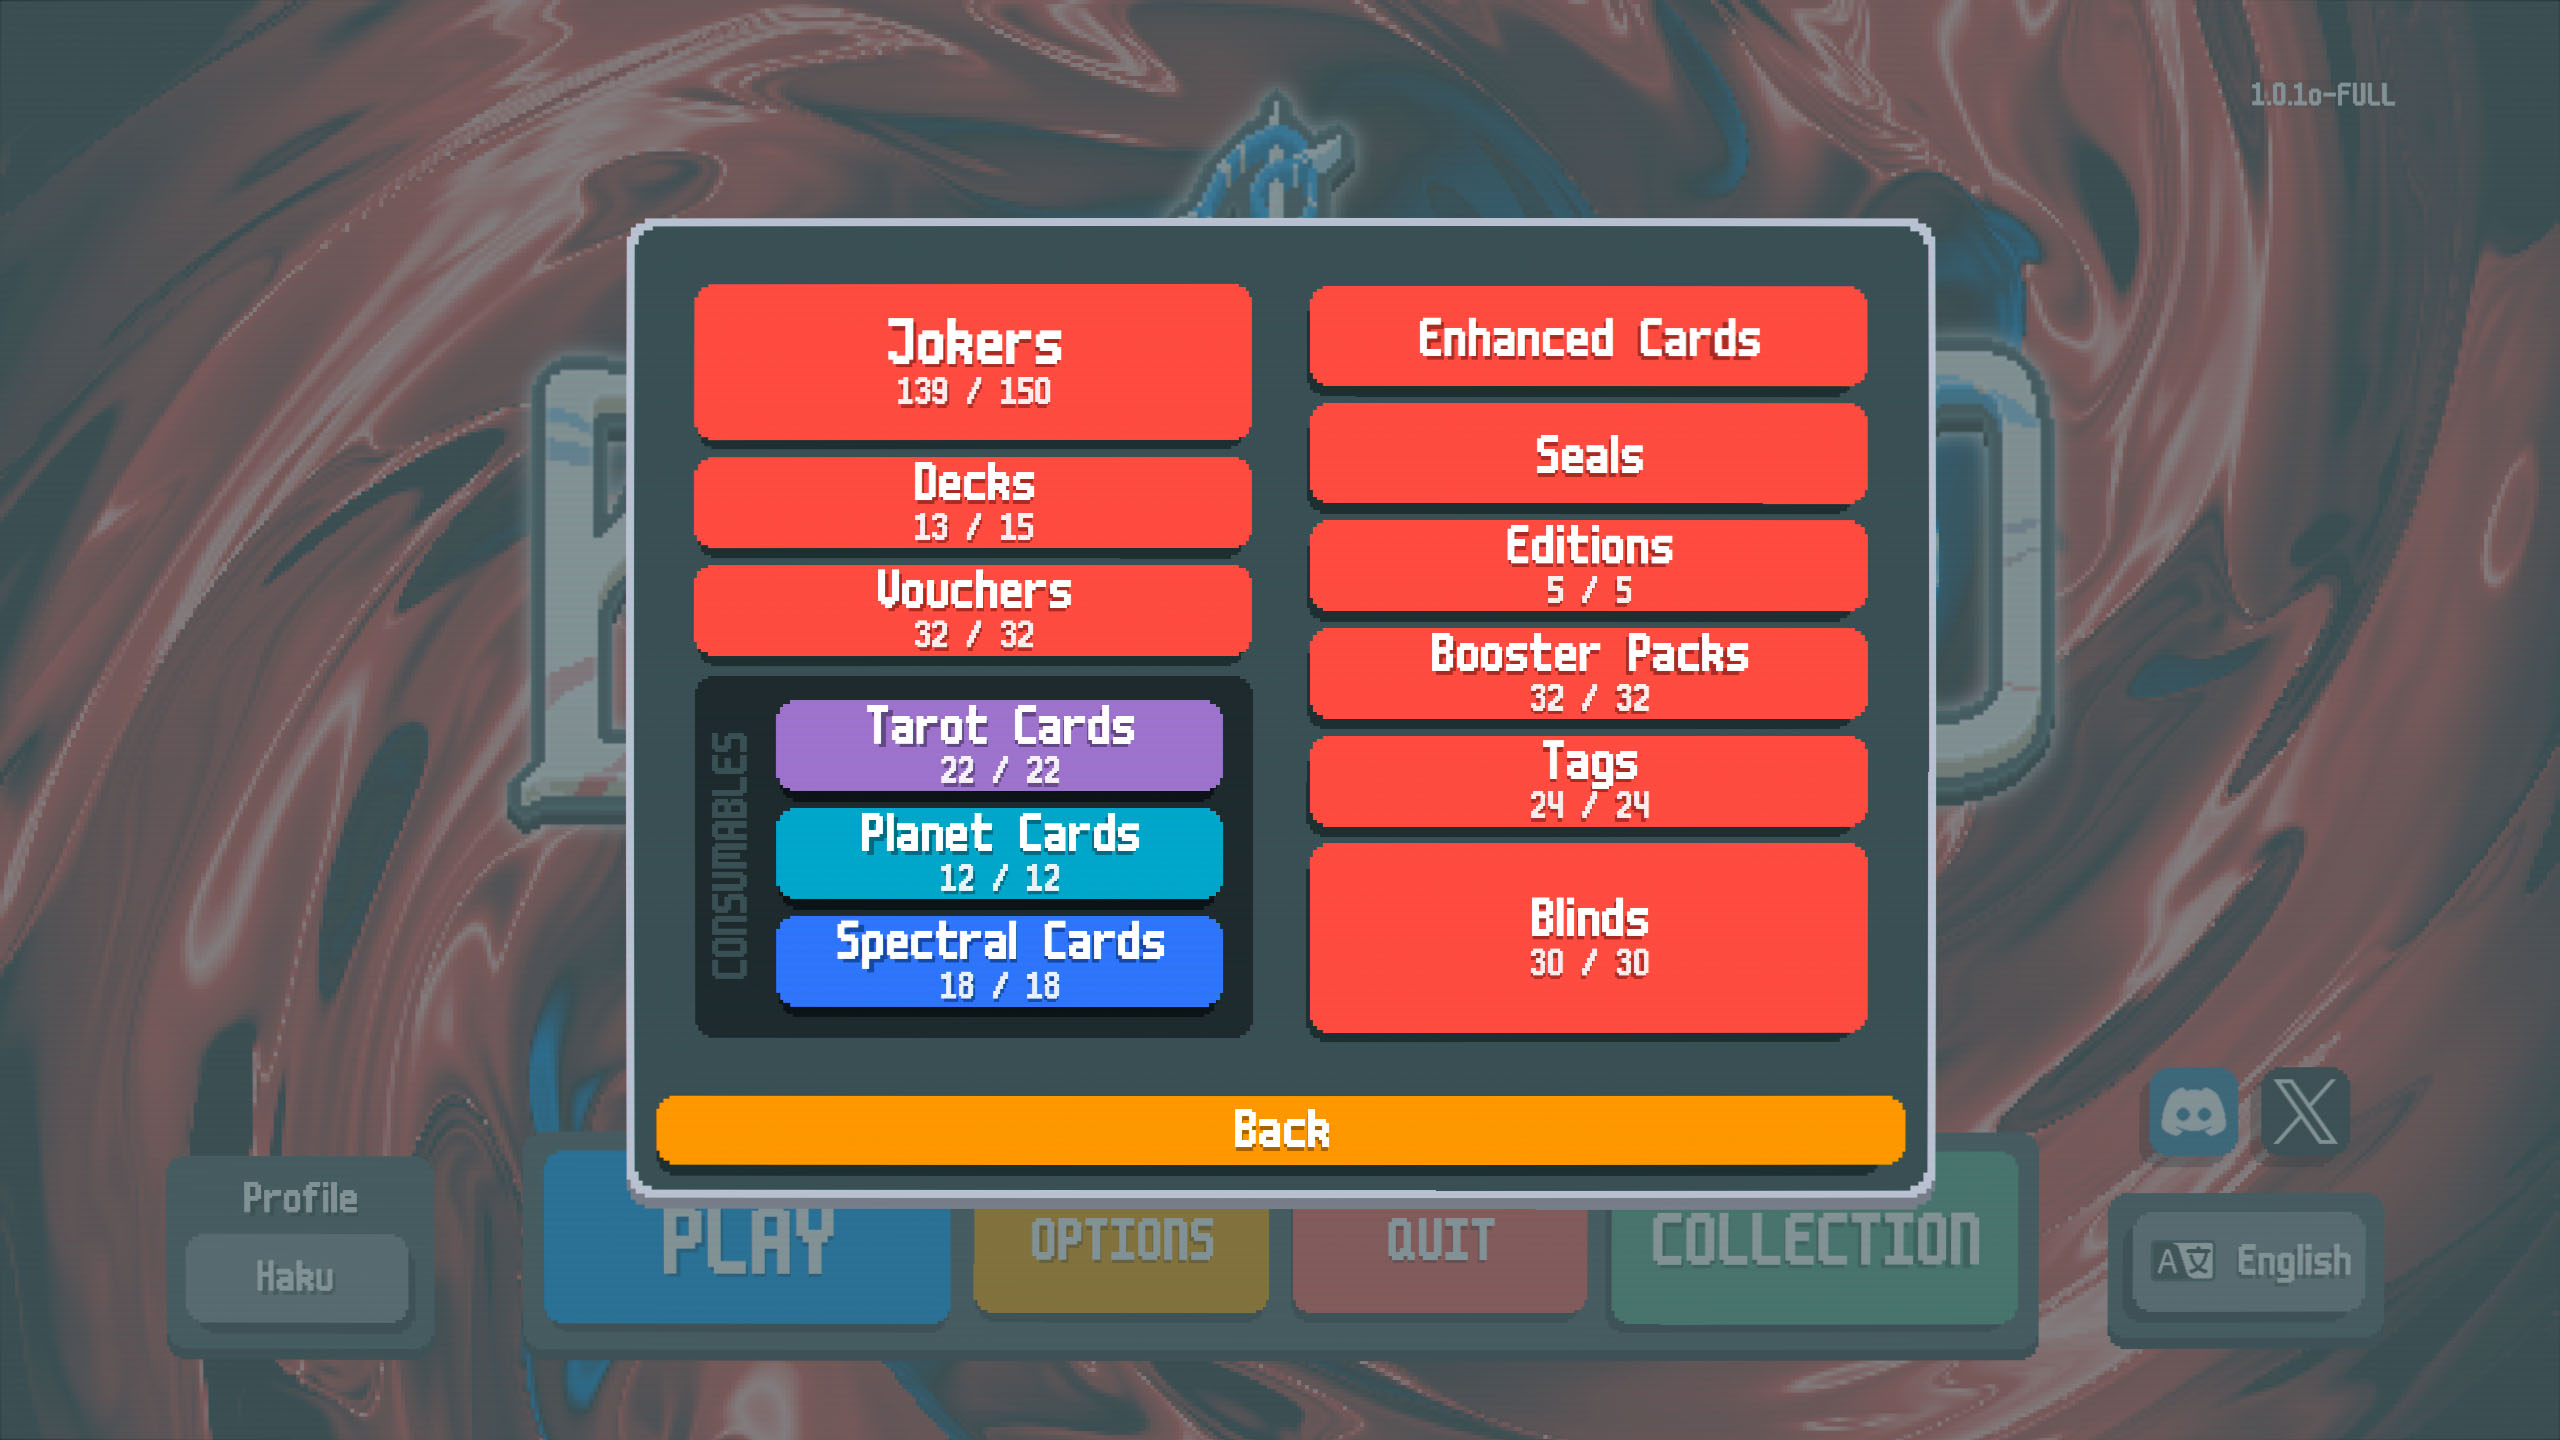 1.0.1o-FULL
Jokers
139 / 150
Decks
13 / 15
Vouchers
32 / 32
CONSUMABLES
Tarot Cards
22 / 22
Planet Cards
12 / 12
Spectral Cards
18 / 18
Enhanced Cards
Seals
Editions
5 / 5
Booster Packs
32 / 32
Tags
24 / 24
Blinds
30 / 30
Back
Profile
Haku
PLAY
OPTIONS
QUIT
COLLECTION
A文 English